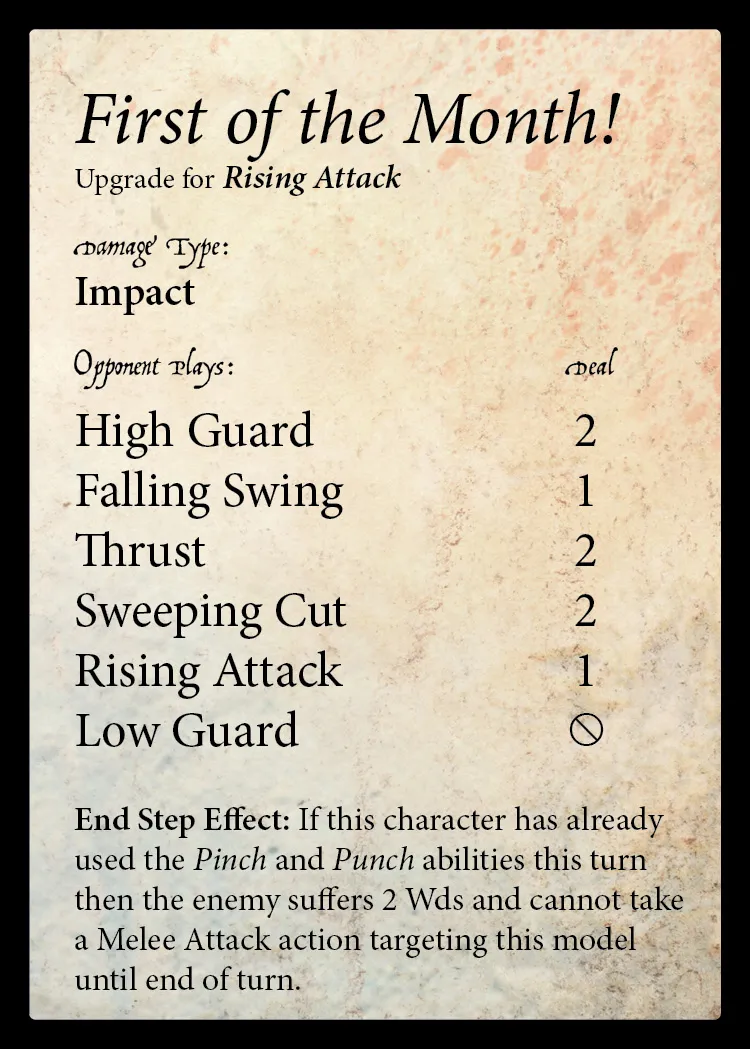 First of the Month!
Upgrade for Rising Attack
Damage Type:
Impact
Opponent Plays: Deal
High Guard 2
Falling Swing 1
Thrust 2
Sweeping Cut 2
Rising Attack 1
Low Guard 🛇
End Step Effect: If this character has already
used the Pinch and Punch abilities this turn
then the enemy suffers 2 Wds and cannot take
a Melee Attack action targeting this model
until end of turn.